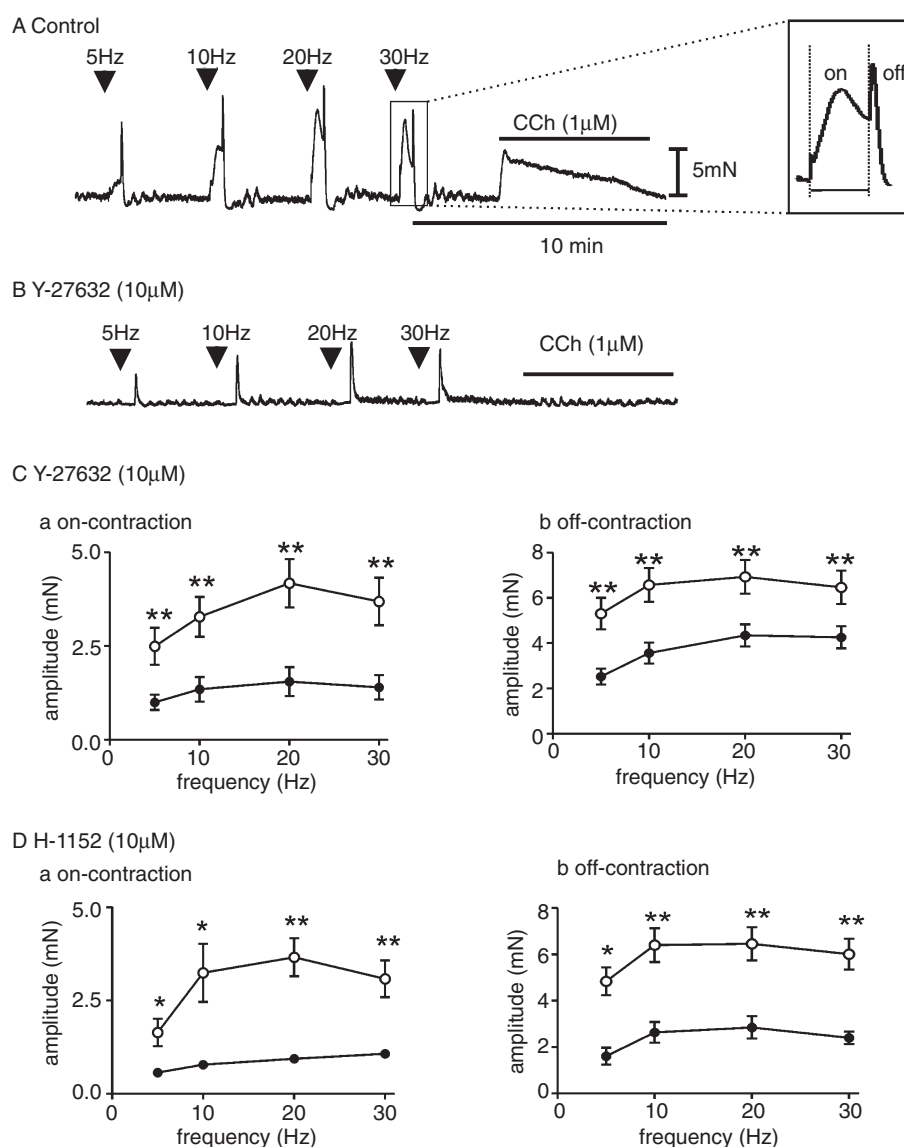 A Control
5Hz 10Hz 20Hz 30Hz
on off
CCh (1μM)
5mN
10 min
B Y-27632 (10μM)
5Hz 10Hz 20Hz 30Hz
CCh (1μM)
C Y-27632 (10μM)
a on-contraction
5.0
2.5
0.0
amplitude (mN)
** ** ** **
0 10 20 30
frequency (Hz)
b off-contraction
8
6
4
2
0
amplitude (mN)
** ** ** **
0 10 20 30
frequency (Hz)
D H-1152 (10μM)
a on-contraction
5.0
2.5
0.0
amplitude (mN)
* * ** **
0 10 20 30
frequency (Hz)
b off-contraction
8
6
4
2
0
amplitude (mN)
* ** ** **
0 10 20 30
frequency (Hz)